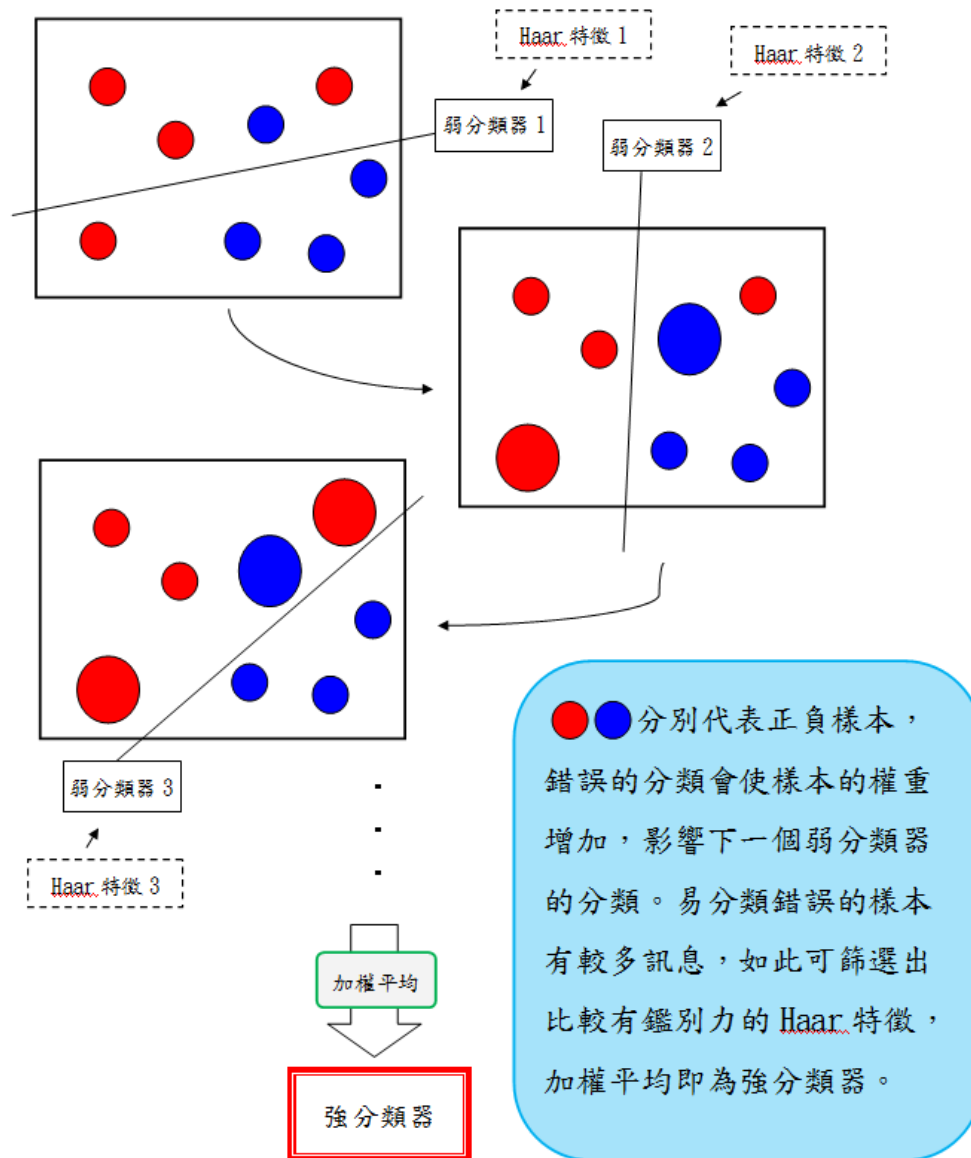 Haar 特徵 1
Haar 特徵 2
弱分類器 1
弱分類器 2
弱分類器 3
Haar 特徵 3
加權平均
強分類器
分別代表正負樣本，
錯誤的分類會使樣本的權重
增加，影響下一個弱分類器
的分類。易分類錯誤的樣本
有較多訊息，如此可篩選出
比較有鑑別力的 Haar 特徵，
加權平均即為強分類器。